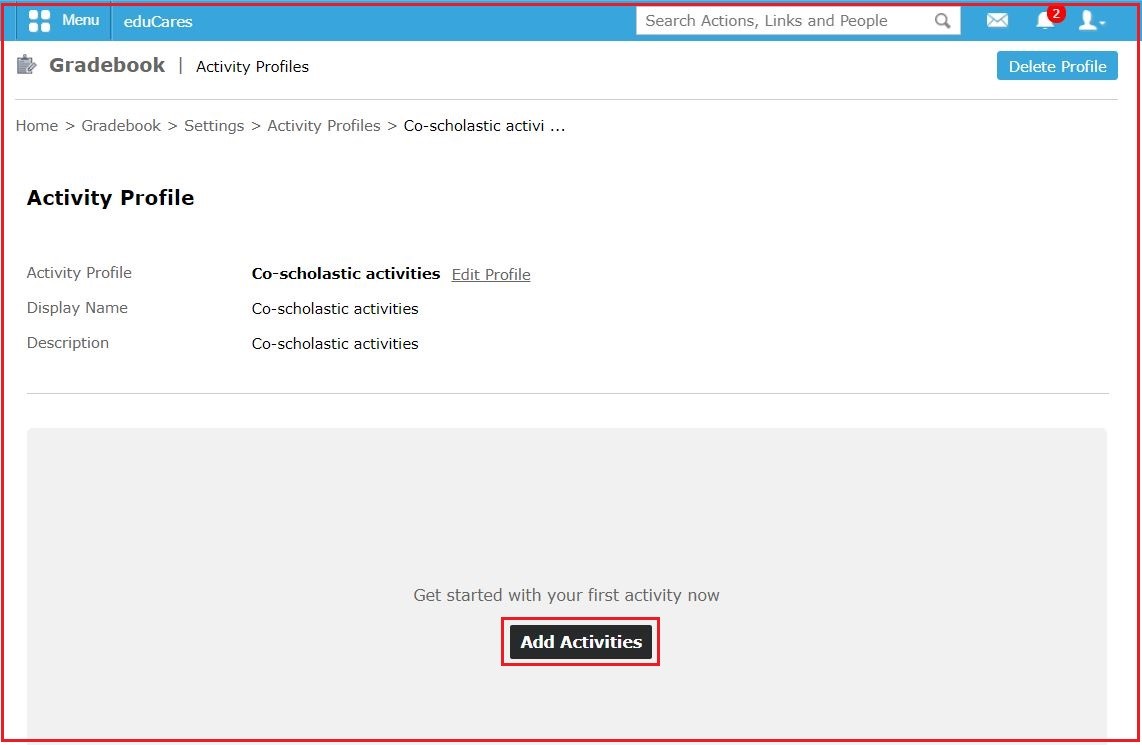 Menu eduCares Search Actions, Links and People 2
Gradebook | Activity Profiles Delete Profile
Home > Gradebook > Settings > Activity Profiles > Co-scholastic activi ...
Activity Profile
Activity Profile Co-scholastic activities Edit Profile
Display Name Co-scholastic activities
Description Co-scholastic activities
Get started with your first activity now
Add Activities